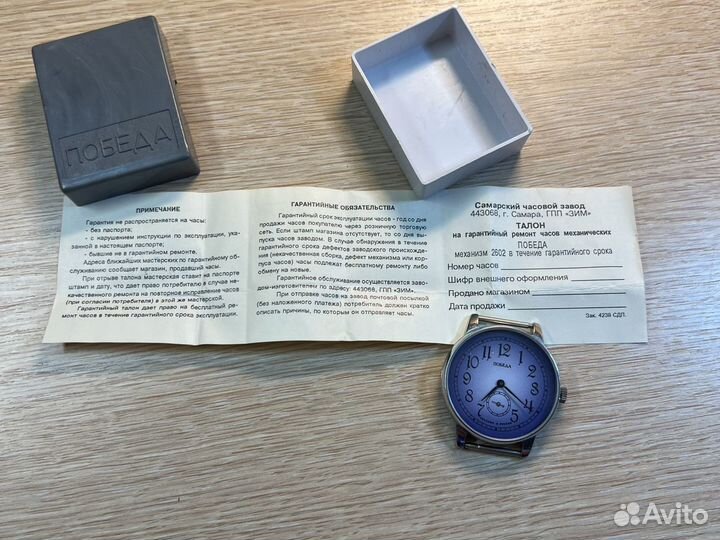 ПОБЕДА
ПРИМЕЧАНИЕ
Гарантия не распространяется на часы:
- без паспорта;
- с нарушением инструкции по эксплуатации, ука-
занной в настоящем паспорте;
- бывшие не в гарантийном ремонте.
Адреса ближайших мастерских по гарантийному об-
служиванию сообщает магазин, продавший часы.
При отрыве талона мастерская ставит на паспорте
штамп и дату, что дает право потребителю в случае не-
качественного ремонта на повторное исправление часов
(при согласии потребителя) в этой же мастерской.
Гарантийный талон дает право на бесплатный ре-
монт часов в течение гарантийного срока эксплуатации.
ГАРАНТИЙНЫЕ ОБЯЗАТЕЛЬСТВА
Гарантийный срок эксплуатации часов - год со дня
продажи часов потребителю через розничную торговую
сеть. Если штамп магазина отсутствует, то со дня вы-
пуска часов заводом. В случае обнаружения в течение
гарантийного срока дефектов заводского происхожде-
ния (некачественная сборка, дефект механизма или кор-
пуса часов) часы подлежат бесплатному ремонту либо
обмену на новые.
Гарантийное обслуживание осуществляется заво-
дом-изготовителем по адресу: 443068, ГПП „ЗИМ“.
При отправке часов на завод почтовой посылкой
(без наложенного платежа) потребитель должен кратко
описать причины, по которым он отправляет часы.
Самарский часовой завод
443068, г. Самара, ГПП "ЗИМ"
ТАЛОН
на гарантийный ремонт часов механических
ПОБЕДА
механизм 2602 в течение гарантийного срока
Номер часов
Шифр внешнего оформления
Продано магазином
Дата продажи
Зак. 4238 СДП.
12
1
2
3
4
5
7
8
9
10
11
ПОБЕДА
Avito